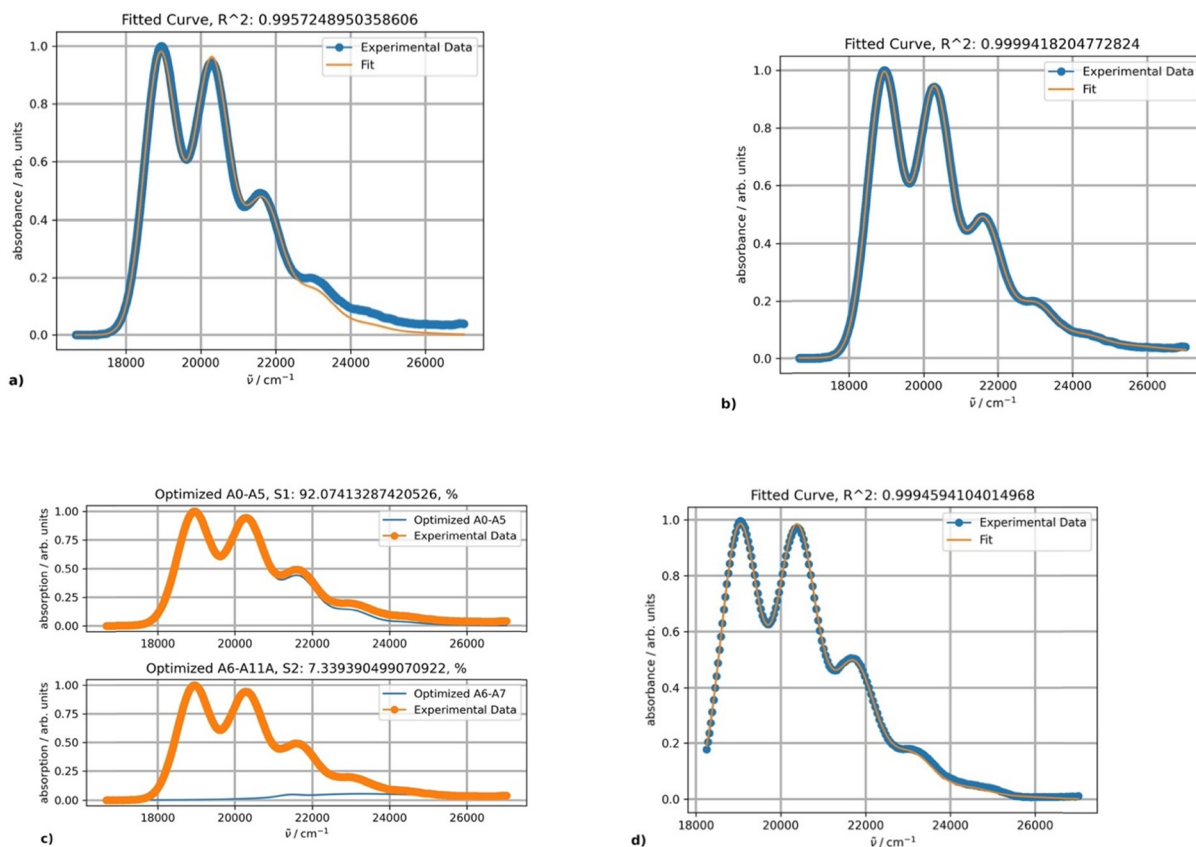 Fitted Curve, R^2: 0.9957248950358606
Experimental Data
Fit
absorbance / arb. units
1.0
0.8
0.6
0.4
0.2
0.0
18000 20000 22000 24000 26000
ṽ / cm⁻¹
a)
Fitted Curve, R^2: 0.9999418204772824
Experimental Data
Fit
absorbance / arb. units
1.0
0.8
0.6
0.4
0.2
0.0
18000 20000 22000 24000 26000
ṽ / cm⁻¹
b)
Optimized A0-A5, S1: 92.07413287420526, %
Optimized A0-A5
Experimental Data
absorption / arb. units
1.00
0.75
0.50
0.25
0.00
16000 18000 20000 22000 24000 26000
Optimized A6-A11A, S2: 7.339390499070922, %
Optimized A6-A7
Experimental Data
absorption / arb. units
1.00
0.75
0.50
0.25
0.00
16000 18000 20000 22000 24000 26000
ṽ / cm⁻¹
c)
Fitted Curve, R^2: 0.9994594104014968
Experimental Data
Fit
absorbance / arb. units
1.0
0.8
0.6
0.4
0.2
0.0
18000 20000 22000 24000 26000
ṽ / cm⁻¹
d)